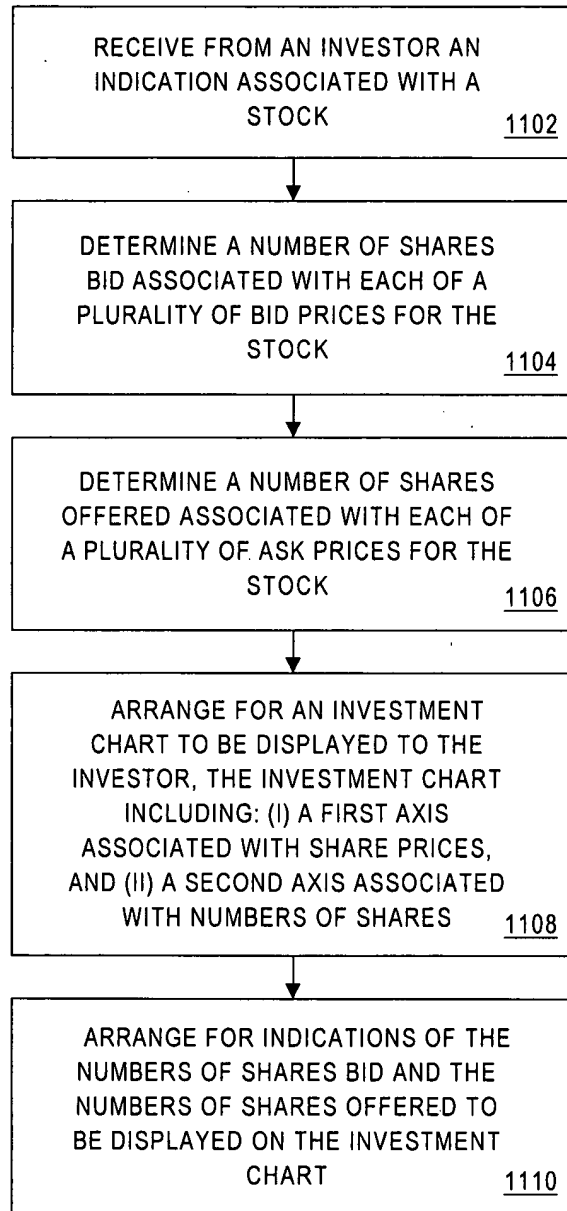 RECEIVE FROM AN INVESTOR AN
INDICATION ASSOCIATED WITH A
STOCK
1102
DETERMINE A NUMBER OF SHARES
BID ASSOCIATED WITH EACH OF A
PLURALITY OF BID PRICES FOR THE
STOCK
1104
DETERMINE A NUMBER OF SHARES
OFFERED ASSOCIATED WITH EACH OF
A PLURALITY OF ASK PRICES FOR THE
STOCK
1106
ARRANGE FOR AN INVESTMENT
CHART TO BE DISPLAYED TO THE
INVESTOR, THE INVESTMENT CHART
INCLUDING: (I) A FIRST AXIS
ASSOCIATED WITH SHARE PRICES,
AND (II) A SECOND AXIS ASSOCIATED
WITH NUMBERS OF SHARES
1108
ARRANGE FOR INDICATIONS OF THE
NUMBERS OF SHARES BID AND THE
NUMBERS OF SHARES OFFERED TO
BE DISPLAYED ON THE INVESTMENT
CHART
1110